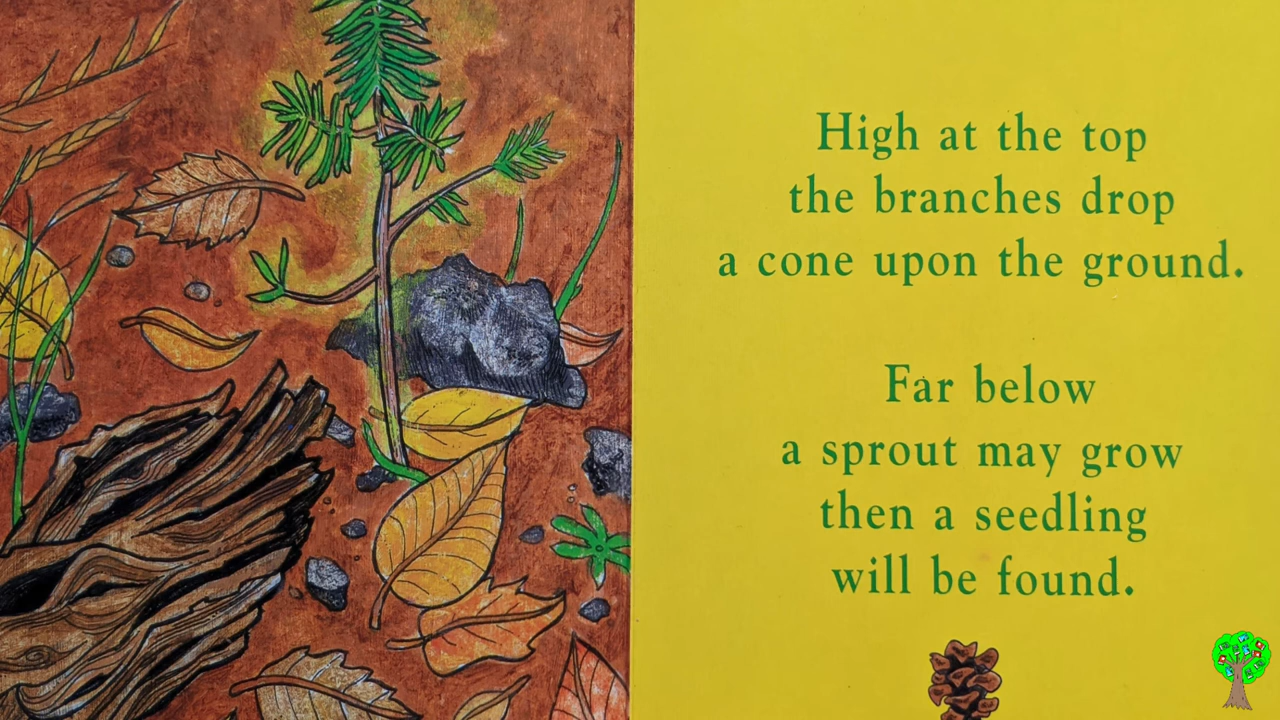 High at the top
the branches drop
a cone upon the ground.
Far below
a sprout may grow
then a seedling
will be found.